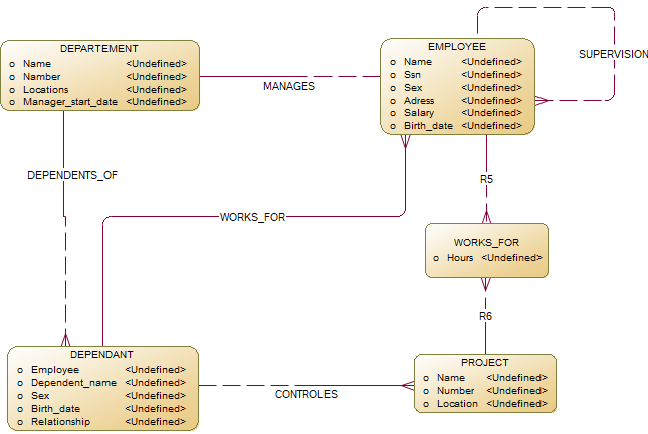 DEPARTEMENT
Name <Undefined>
Namber <Undefined>
Locations <Undefined>
Manager_start_date <Undefined>
MANAGES
EMPLOYEE
Name <Undefined>
Ssn <Undefined>
Sex <Undefined>
Adress <Undefined>
Salary <Undefined>
Birth_date <Undefined>
SUPERVISION
DEPENDENTS_OF
WORKS_FOR
R5
WORKS_FOR
Hours <Undefined>
R6
DEPENDANT
Employee <Undefined>
Dependent_name <Undefined>
Sex <Undefined>
Birth_date <Undefined>
Relationship <Undefined>
CONTROLES
PROJECT
Name <Undefined>
Number <Undefined>
Location <Undefined>